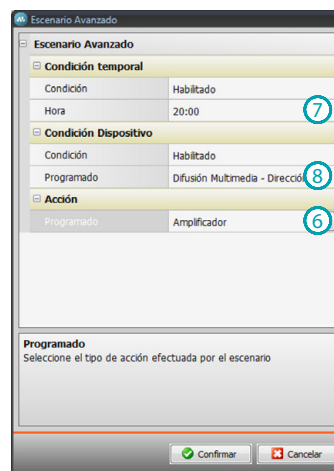 Escenario Avanzado
Escenario Avanzado
Condición temporal
Condición Habilitado
Hora 20:00 7
Condición Dispositivo
Condición Habilitado
Programado Difusión Multimedia - Dirección 8
Acción
Programado Amplificador 6
Programado
Seleccione el tipo de acción efectuada por el escenario
Confirmar Cancelar